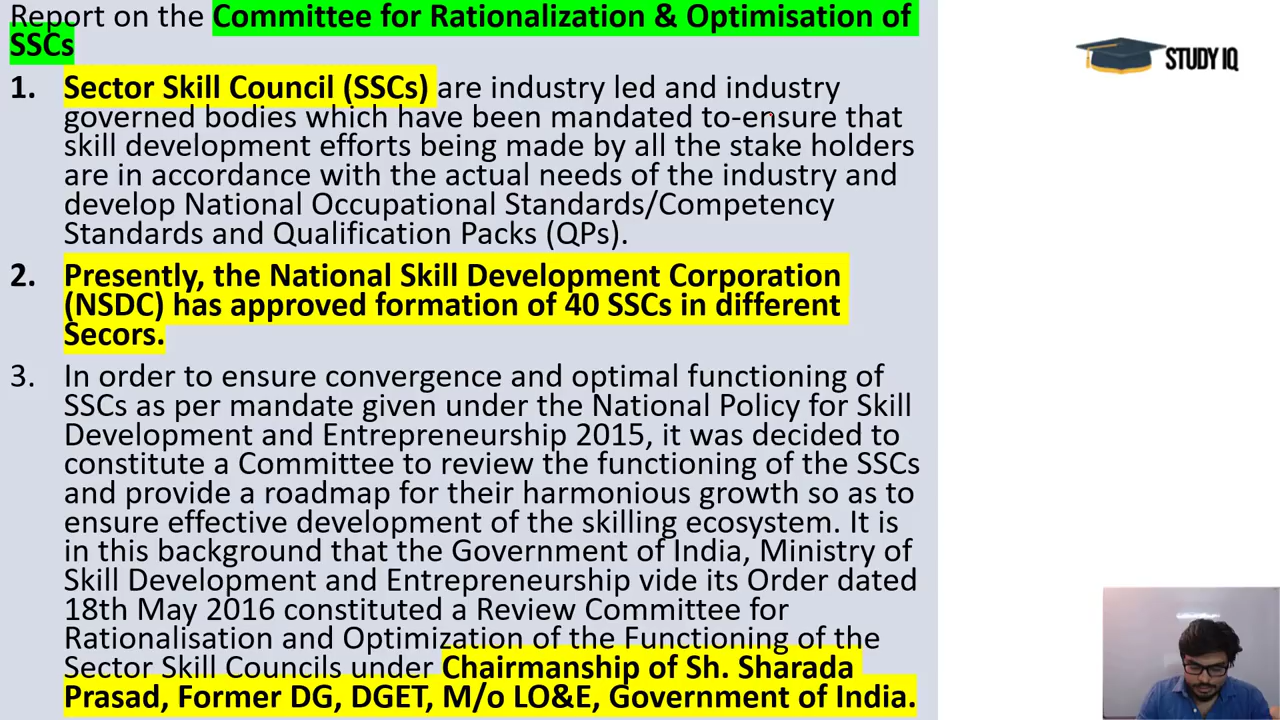 Report on the Committee for Rationalization & Optimisation of
SSCs
1. Sector Skill Council (SSCs) are industry led and industry
governed bodies which have been mandated to-ensure that
skill development efforts being made by all the stake holders
are in accordance with the actual needs of the industry and
develop National Occupational Standards/Competency
Standards and Qualification Packs (QPs).
2. Presently, the National Skill Development Corporation
(NSDC) has approved formation of 40 SSCs in different
Secors.
3. In order to ensure convergence and optimal functioning of
SSCs as per mandate given under the National Policy for Skill
Development and Entrepreneurship 2015, it was decided to
constitute a Committee to review the functioning of the SSCs
and provide a roadmap for their harmonious growth so as to
ensure effective development of the skilling ecosystem. It is
in this background that the Government of India, Ministry of
Skill Development and Entrepreneurship vide its Order dated
18th May 2016 constituted a Review Committee for
Rationalisation and Optimization of the Functioning of the
Sector Skill Councils under Chairmanship of Sh. Sharada
Prasad, Former DG, DGET, M/o LO&E, Government of India.
STUDY IQ